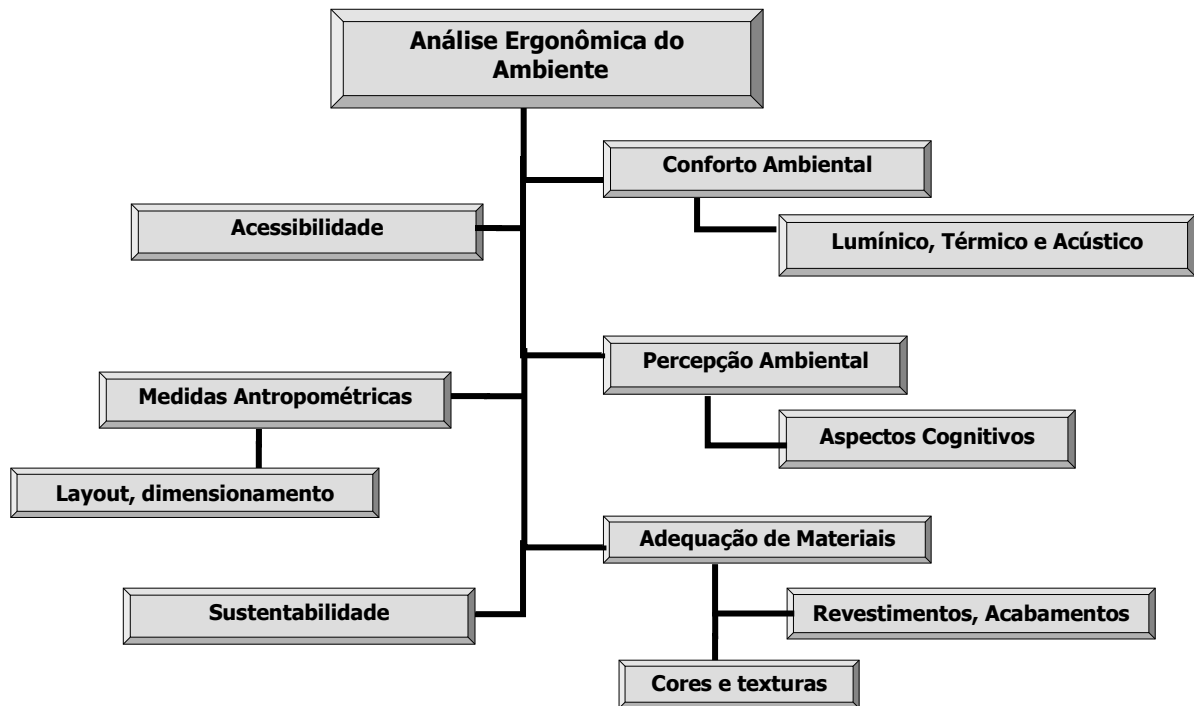 Análise Ergonômica do
Ambiente
Conforto Ambiental
Acessibilidade
Lumínico, Térmico e Acústico
Percepção Ambiental
Medidas Antropométricas
Aspectos Cognitivos
Layout, dimensionamento
Adequação de Materiais
Sustentabilidade
Revestimentos, Acabamentos
Cores e texturas